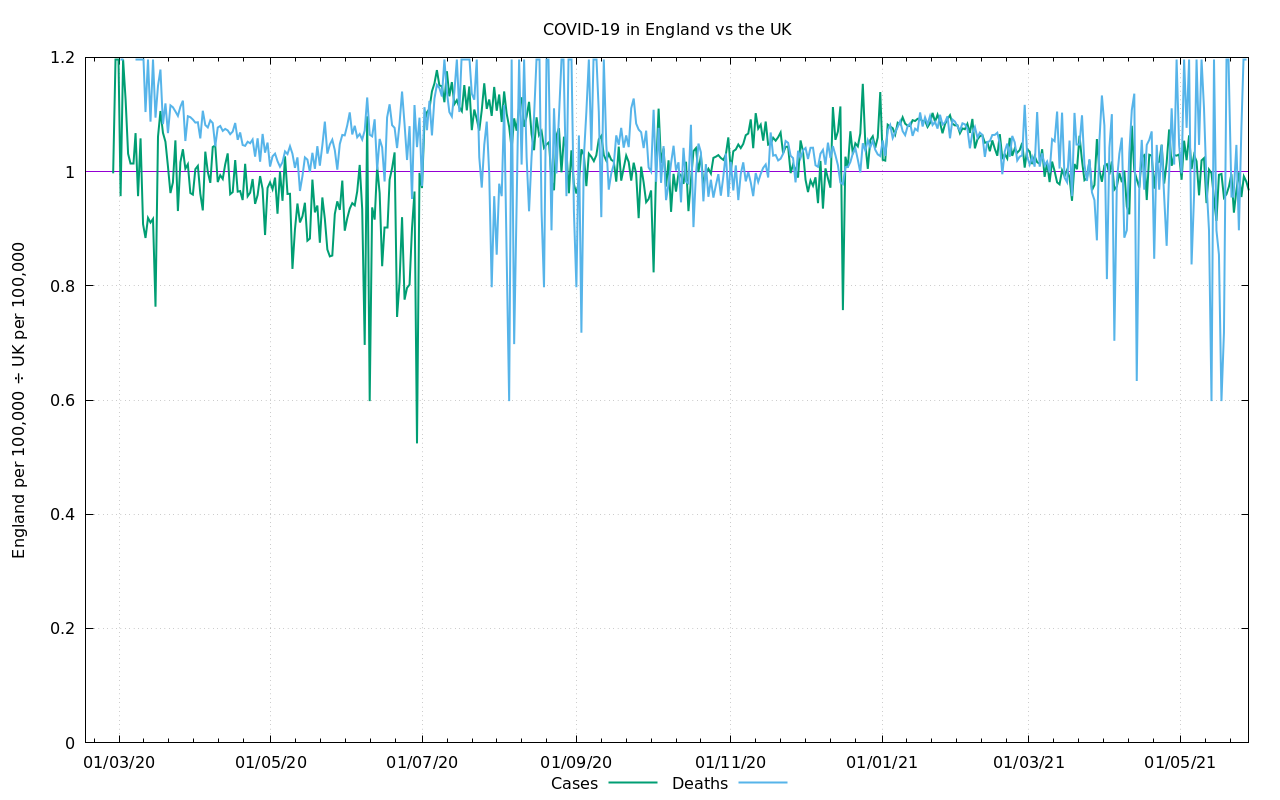 COVID-19 in England vs the UK
England per 100,000 ÷ UK per 100,000
1.2
1
0.8
0.6
0.4
0.2
0
01/03/20 01/05/20 01/07/20 01/09/20 01/11/20 01/01/21 01/03/21 01/05/21
Cases Deaths